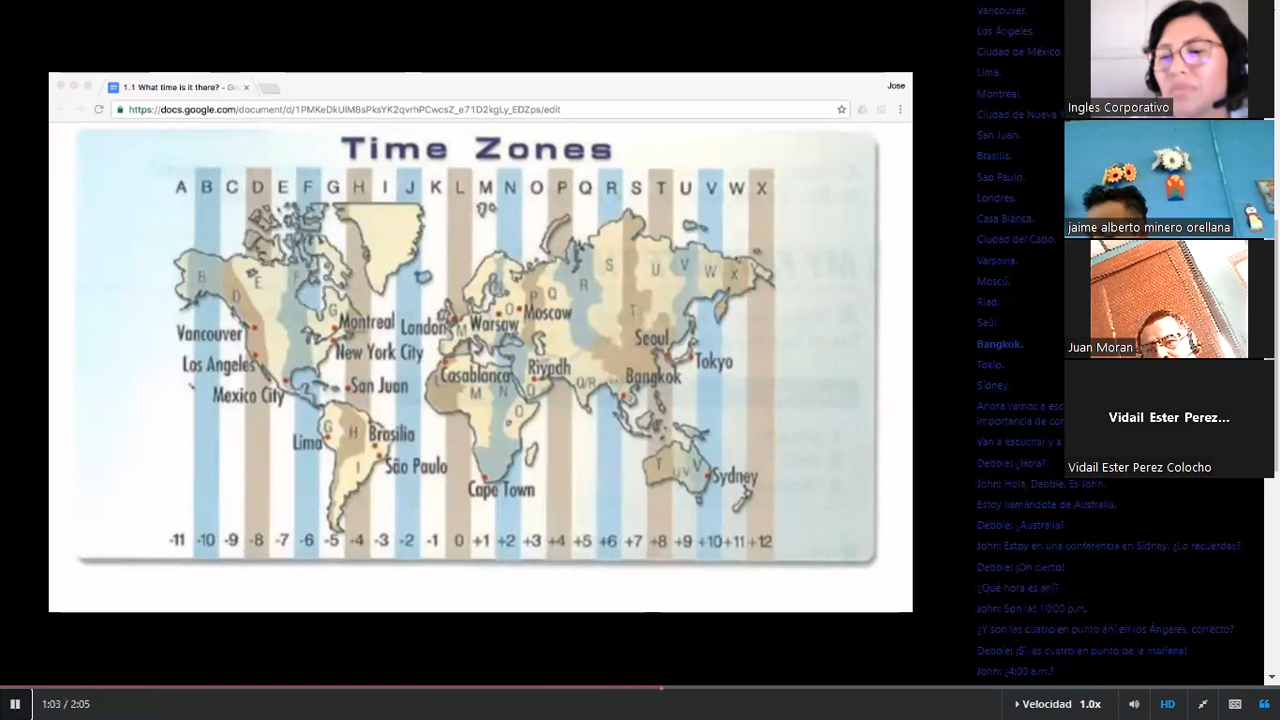 1.1 What time is it there? - Go
Jose
https://docs.google.com/document/d/1PMKeDkUiM8sPksYK2qvrhPCwcsZ_e71D2kgLy_EDZps/edit
Time Zones
A B C D E F G H I J K L M N O P Q R S T U V W X
B
D
E
G
M
N
O
P
Q
R
S
T
U
V
W
X
Vancouver
Montreal
London
Warsaw
Moscow
Seoul
Los Angeles
New York City
Casablanca
Riyadh
Tokyo
Mexico City
San Juan
Q/R
Bangkok
M
N
O
Lima
G
H
Brasilia
I
São Paulo
Cape Town
T
U/V
V
Sydney
-11 -10 -9 -8 -7 -6 -5 -4 -3 -2 -1 0 +1 +2 +3 +4 +5 +6 +7 +8 +9 +10 +11 +12
Vancouver.
Los Ángeles.
Ciudad de México.
Lima.
Montreal.
Ciudad de Nueva Y
San Juan.
Brasilia.
Sao Paulo.
Londres.
Casa Blanca.
Ciudad del Cabo.
Varsovia.
Moscú.
Riad.
Seúl.
Bangkok.
Tokio.
Sídney.
Ahora vamos a esc
importancia de con
Van a escuchar y a
Debbie: ¿Hora?
John: Hola, Debbie. Es John.
Estoy llamándote de Australia.
Debbie: ¿Australia?
John: Estoy en una conferencia en Sídney. ¿Lo recuerdas?
Debbie: ¡Oh cierto!
¿Qué hora es ahí?
John: Son las 10:00 p.m.
¿Y son las cuatro en punto ahí en los Ángeles, correcto?
Debbie: ¡Sí las cuatro en punto de la mañana!
John: ¿4:00 a.m.?
Ingles Corporativo
jaime alberto minero orellana
Juan Moran
Vidail Ester Perez...
Vidail Ester Perez Colocho
1:03 / 2:05
Velocidad 1.0x
HD